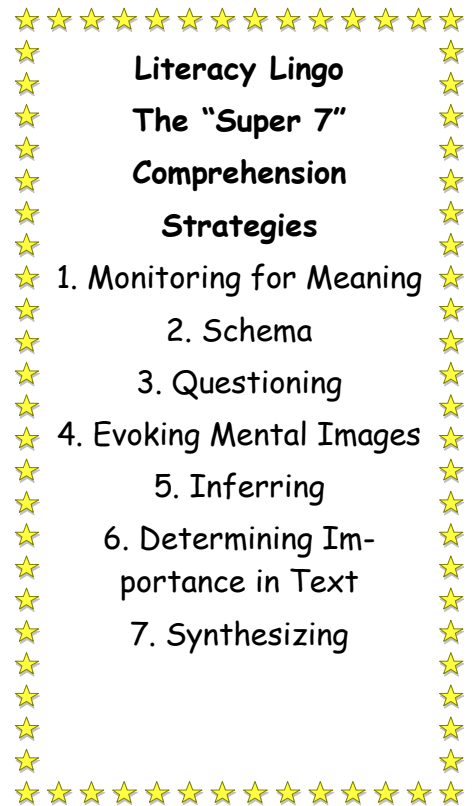 Literacy Lingo
The “Super 7”
Comprehension
Strategies
1. Monitoring for Meaning
2. Schema
3. Questioning
4. Evoking Mental Images
5. Inferring
6. Determining Im-
portance in Text
7. Synthesizing